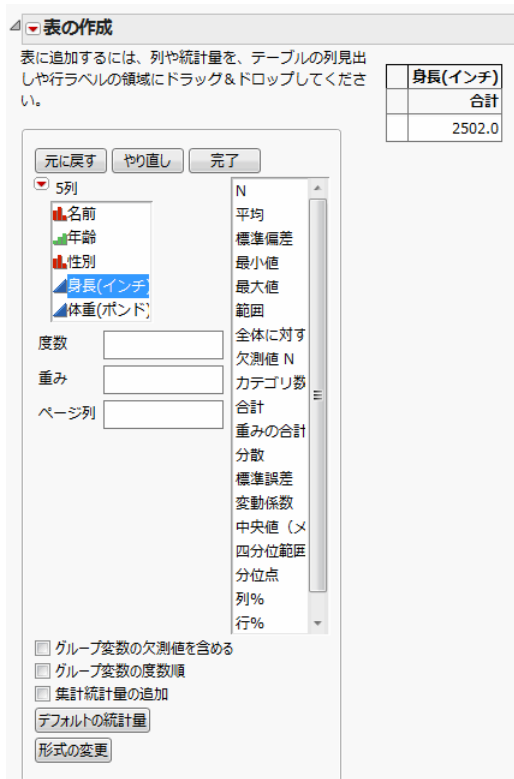 表の作成
表に追加するには、列や統計量を、テーブルの列見出
しや行ラベルの領域にドラッグ&ドロップしてくださ
い。
身長(インチ)
合計
2502.0
元に戻す やり直し 完了
5列
名前
年齢
性別
身長(インチ)
体重(ポンド)
度数
重み
ページ列
N
平均
標準偏差
最小値
最大値
範囲
全体に対す
欠測値 N
カテゴリ数
合計
重みの合計
分散
標準誤差
変動係数
中央値（メ
四分位範囲
分位点
列%
行%
グループ変数の欠測値を含める
グループ変数の度数順
集計統計量の追加
デフォルトの統計量
形式の変更